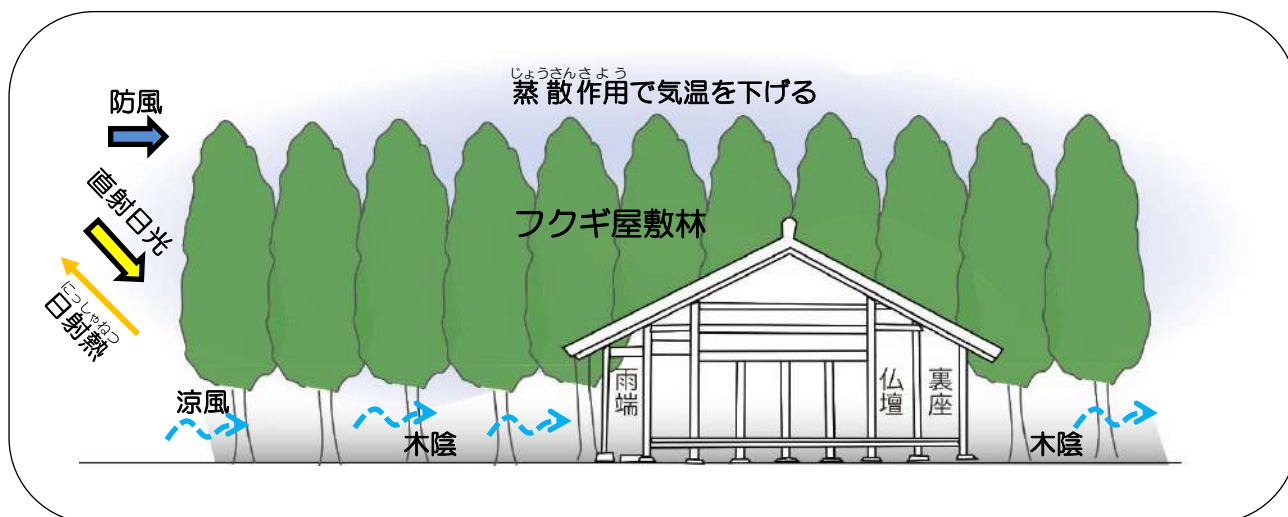 じょうさんさよう
蒸散作用で気温を下げる
防風
直射日光
にっしゃねつ
日射熱
フクギ屋敷林
涼風
木陰
雨端
仏壇
裏座
木陰